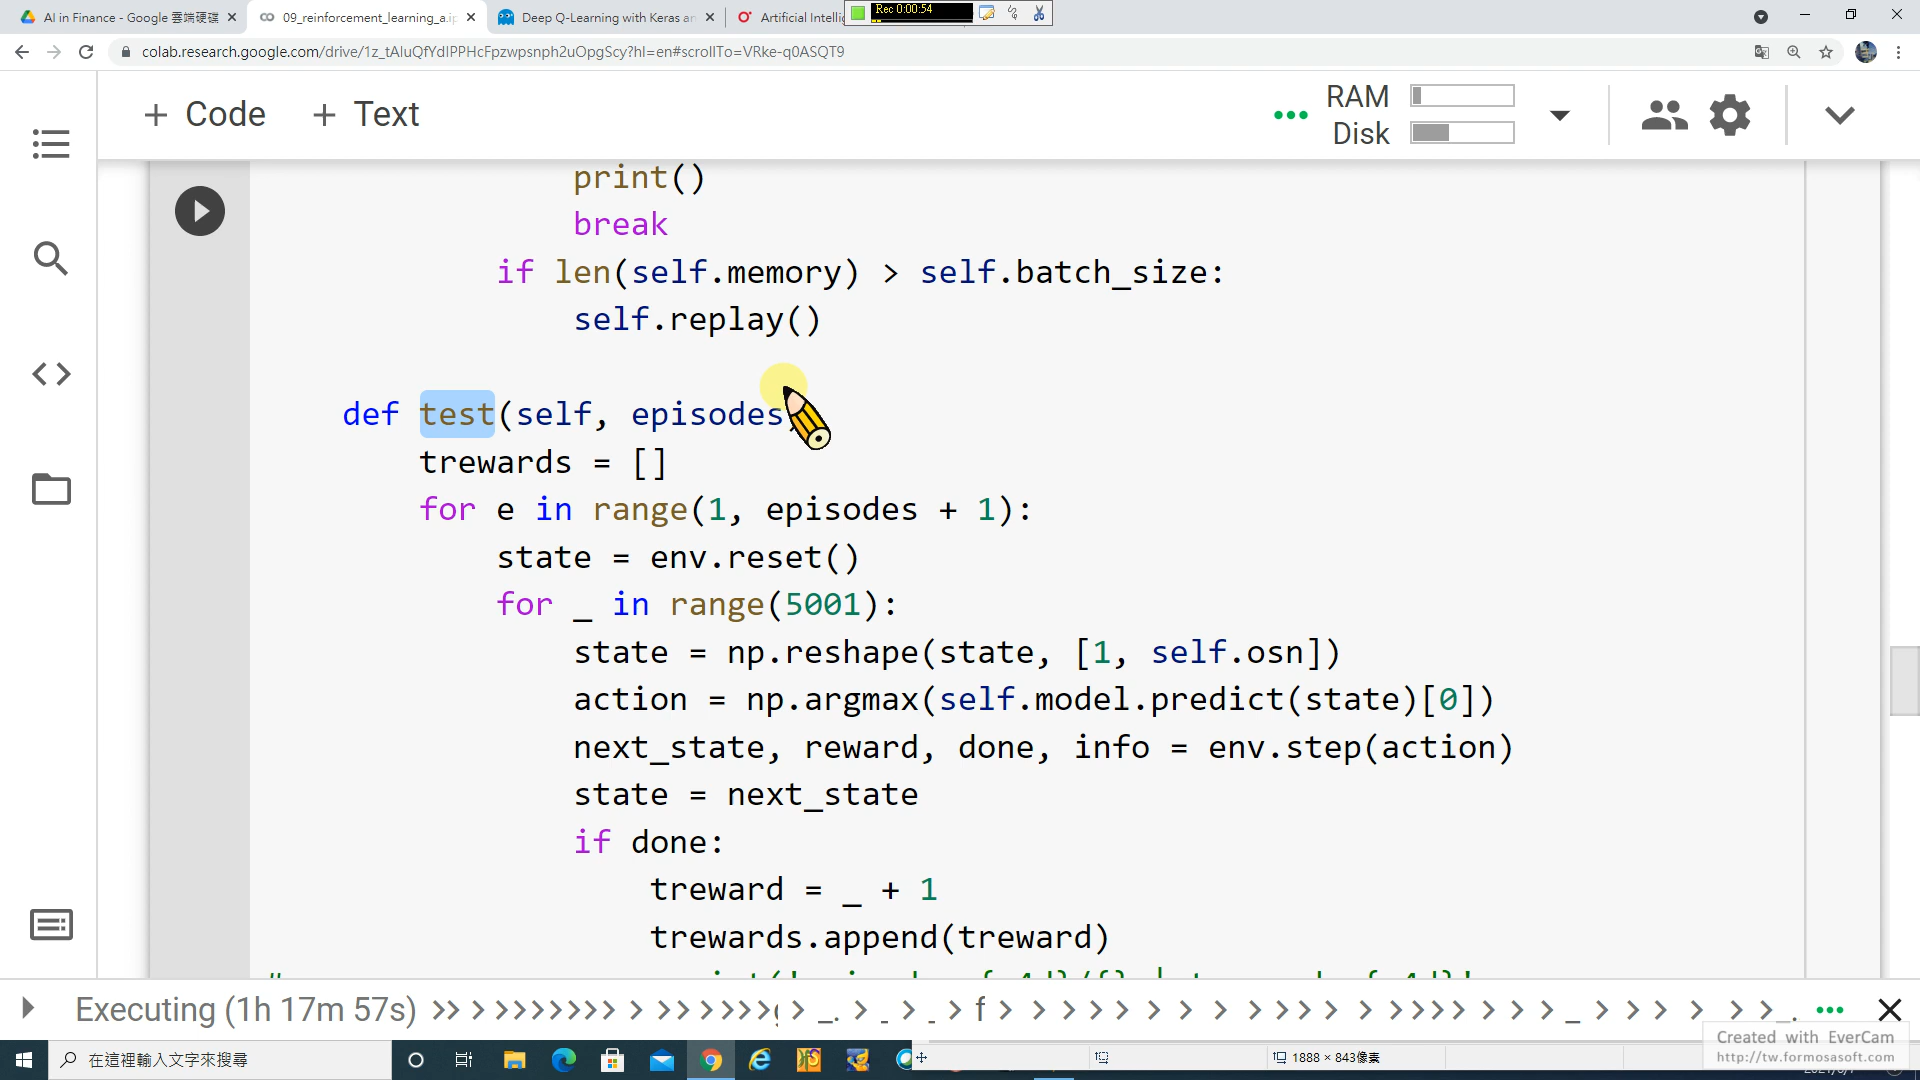 AI in Finance - Google 雲端硬碟
09_reinforcement_learning_a.ip
Deep Q-Learning with Keras an
Artificial Intelli
Rec 0:00:54
colab.research.google.com/drive/1z_tAluQfYdIPPHcFpzwpsnph2uOpgScy?hl=en#scrollTo=VRke-q0ASQT9
+ Code + Text
RAM
Disk
print()
break
if len(self.memory) > self.batch_size:
self.replay()
def test(self, episodes
trewards = []
for e in range(1, episodes + 1):
state = env.reset()
for _ in range(5001):
state = np.reshape(state, [1, self.osn])
action = np.argmax(self.model.predict(state)[0])
next_state, reward, done, info = env.step(action)
state = next_state
if done:
treward = _ + 1
trewards.append(treward)
Executing (1h 17m 57s)
Created with EverCam
http://tw.formosasoft.com
在這裡輸入文字來搜尋
1888 × 843像素